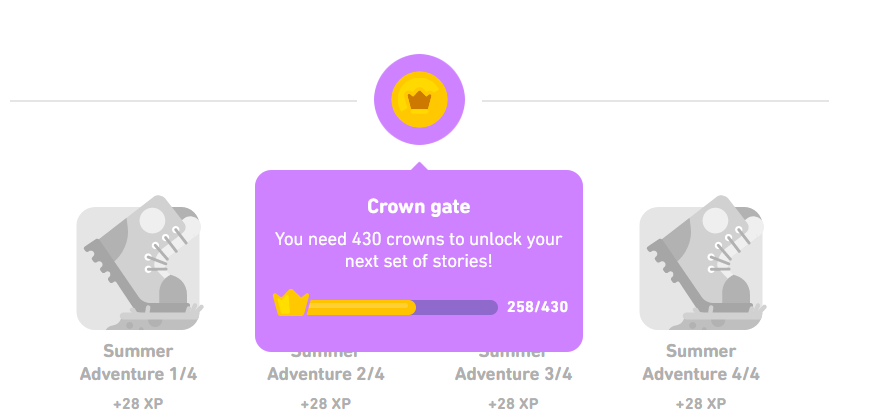 Crown gate
You need 430 crowns to unlock your
next set of stories!
258/430
Summer
Adventure 1/4
+28 XP
Summer
Adventure 2/4
+28 XP
Summer
Adventure 3/4
+28 XP
Summer
Adventure 4/4
+28 XP